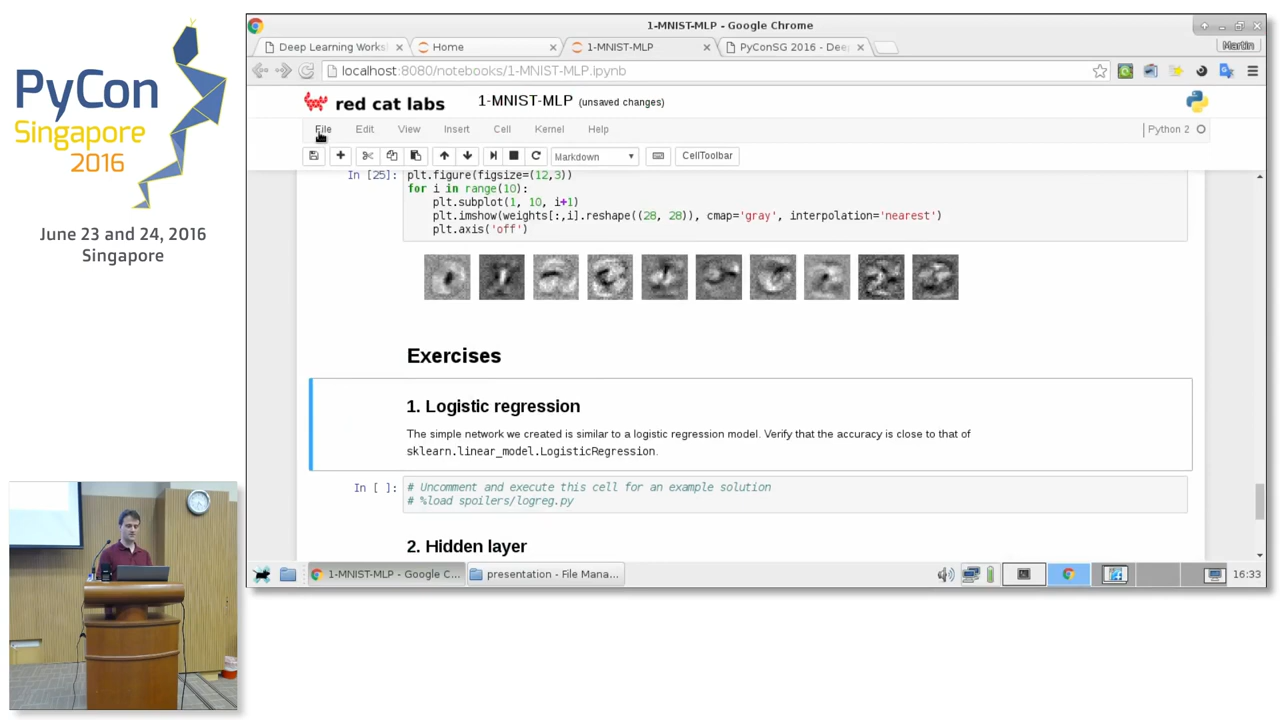 PyCon
Singapore
2016
June 23 and 24, 2016
Singapore
1-MNIST-MLP - Google Chrome
Deep Learning Works
Home
1-MNIST-MLP
PyConSG 2016 - Deep
Martin
localhost:8080/notebooks/1-MNIST-MLP.ipynb
red cat labs
1-MNIST-MLP (unsaved changes)
File Edit View Insert Cell Kernel Help
Python 2
Markdown
CellToolbar
In [25]:
plt.figure(figsize=(12,3))
for i in range(10):
plt.subplot(1, 10, i+1)
plt.imshow(weights[:,i].reshape((28, 28)), cmap='gray', interpolation='nearest')
plt.axis('off')
Exercises
1. Logistic regression
The simple network we created is similar to a logistic regression model. Verify that the accuracy is close to that of
sklearn.linear_model.LogisticRegression.
In [ ]:
# Uncomment and execute this cell for an example solution
# %load spoilers/logreg.py
2. Hidden layer
1-MNIST-MLP - Google C...
presentation - File Mana...
16:33